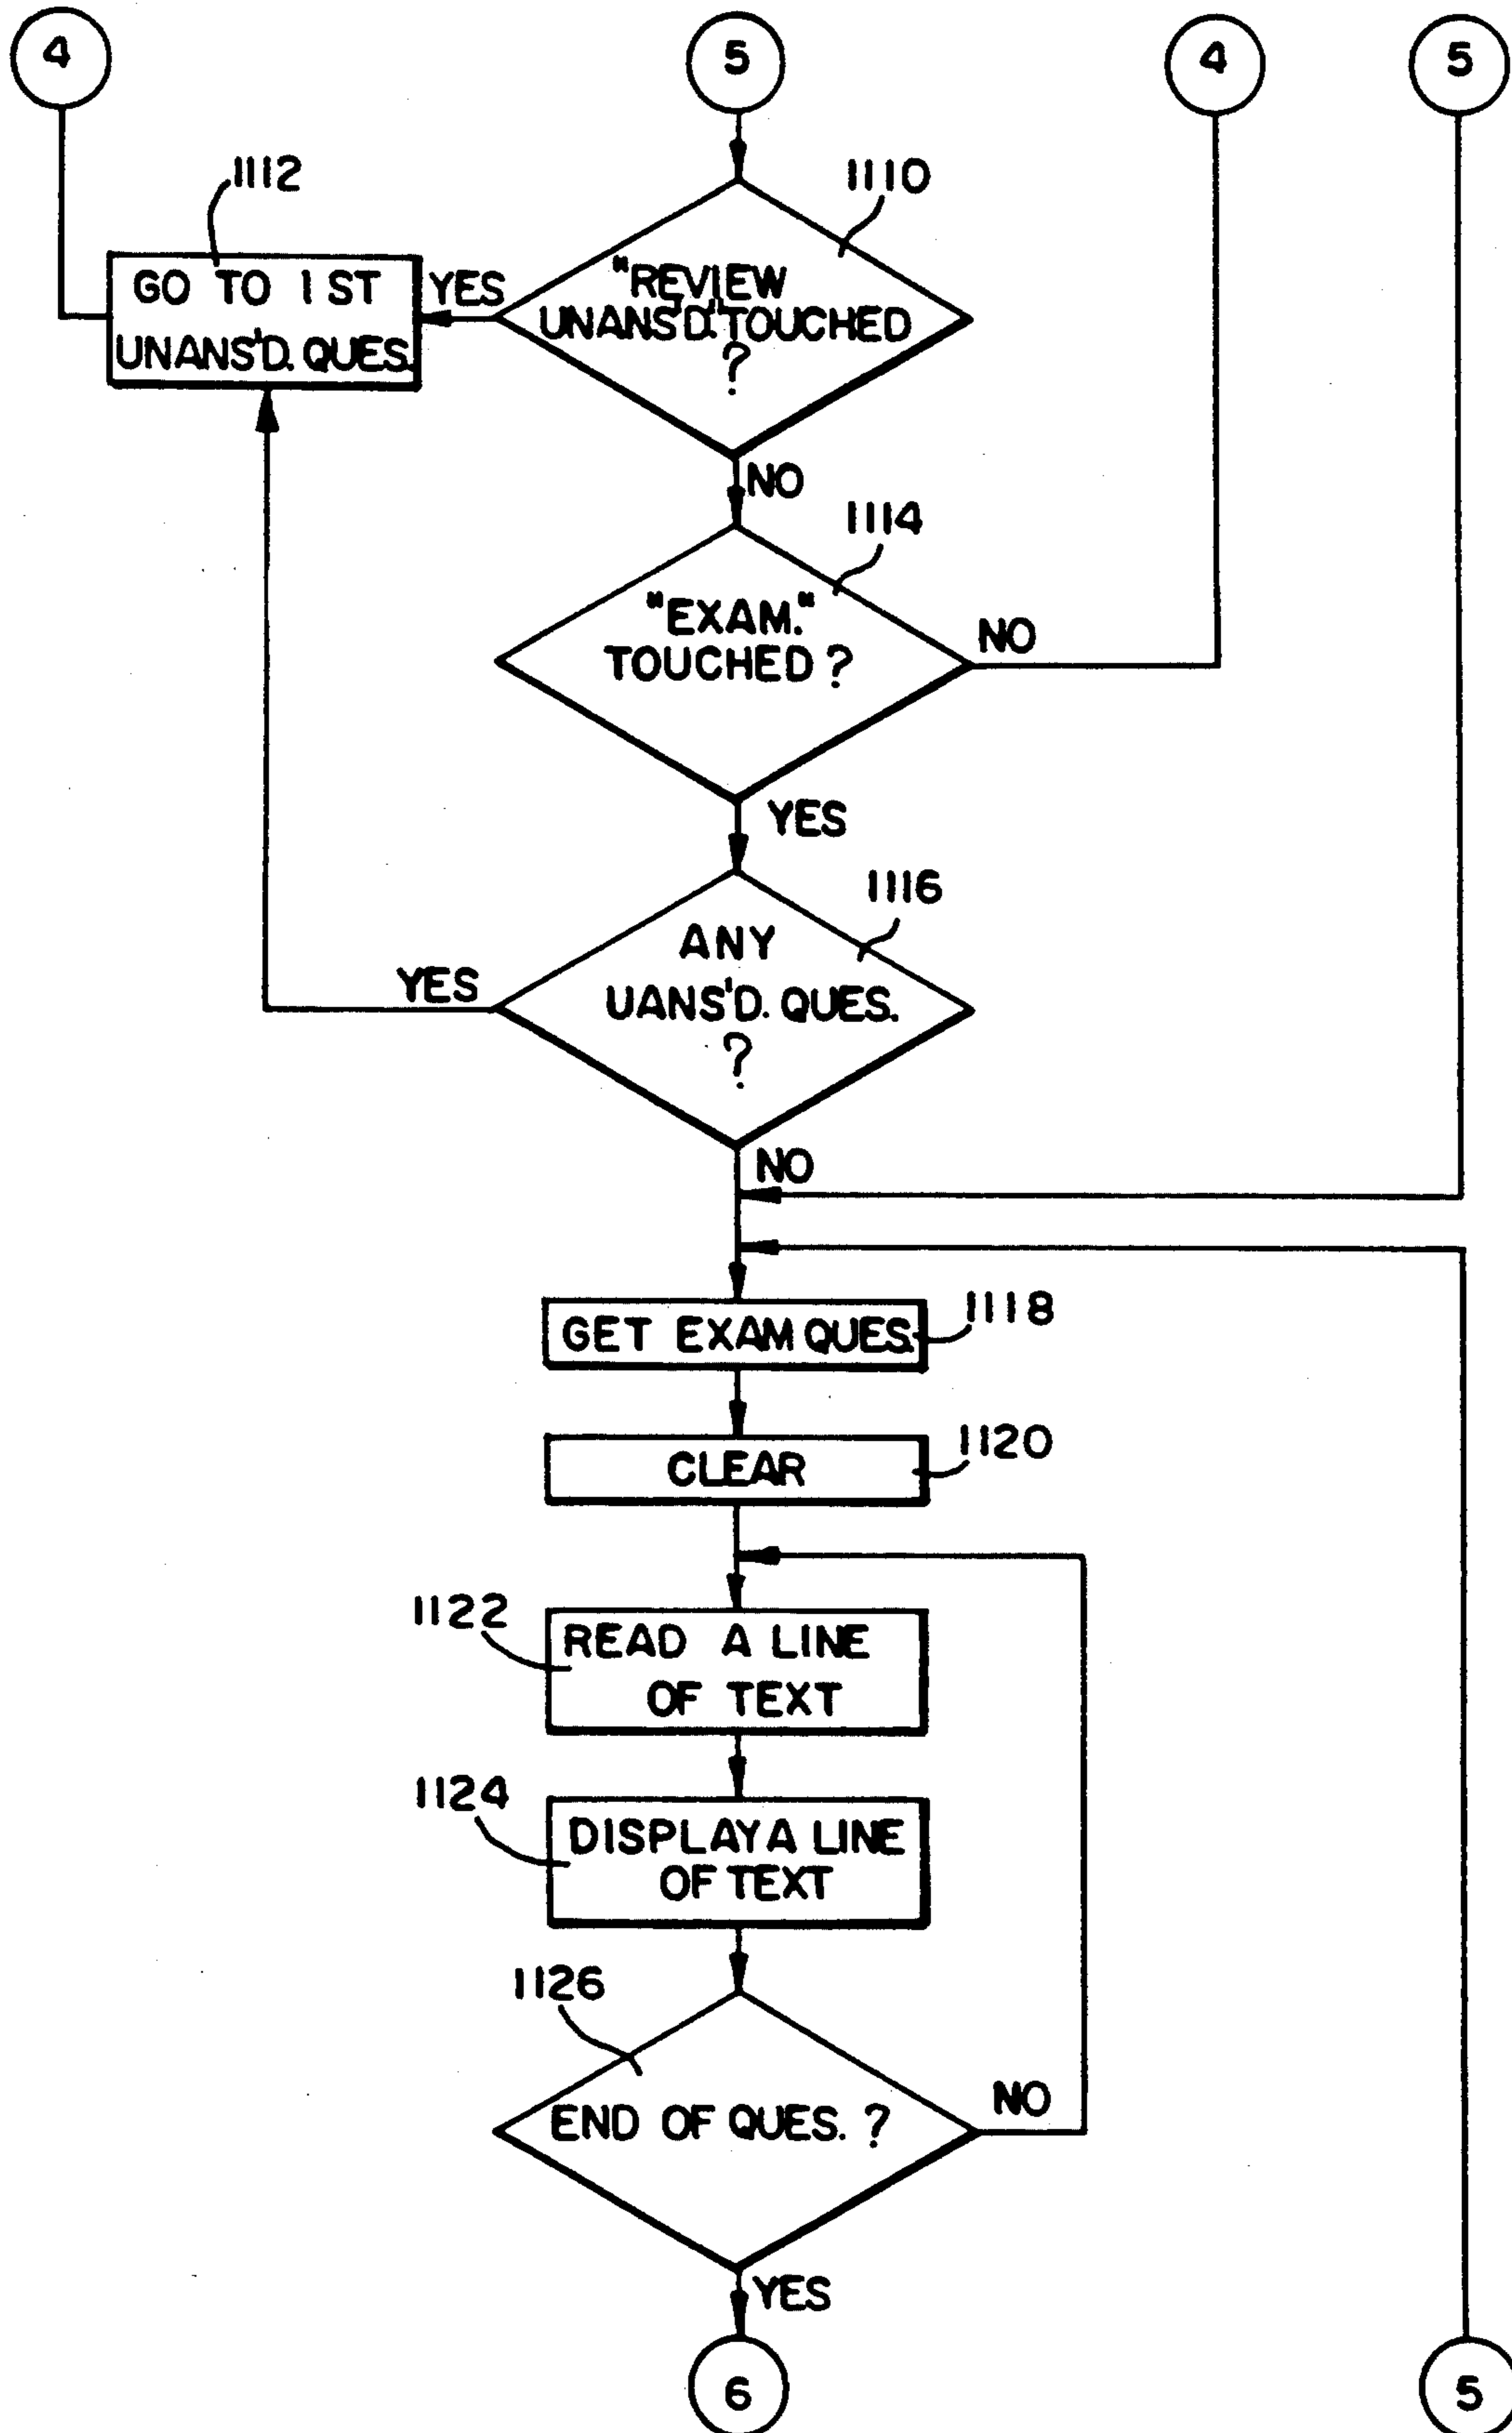 4
5
4
5
1112
1110
GO TO 1 ST
UNANS'D. QUES.
YES
"REVIEW
UNANS'D." TOUCHED
?
NO
1114
"EXAM."
TOUCHED ?
NO
YES
1116
ANY
UANS'D. QUES.
?
YES
NO
GET EXAM QUES.
1118
CLEAR
1120
1122
READ A LINE
OF TEXT
1124
DISPLAY A LINE
OF TEXT
1126
END OF QUES. ?
NO
YES
6
5